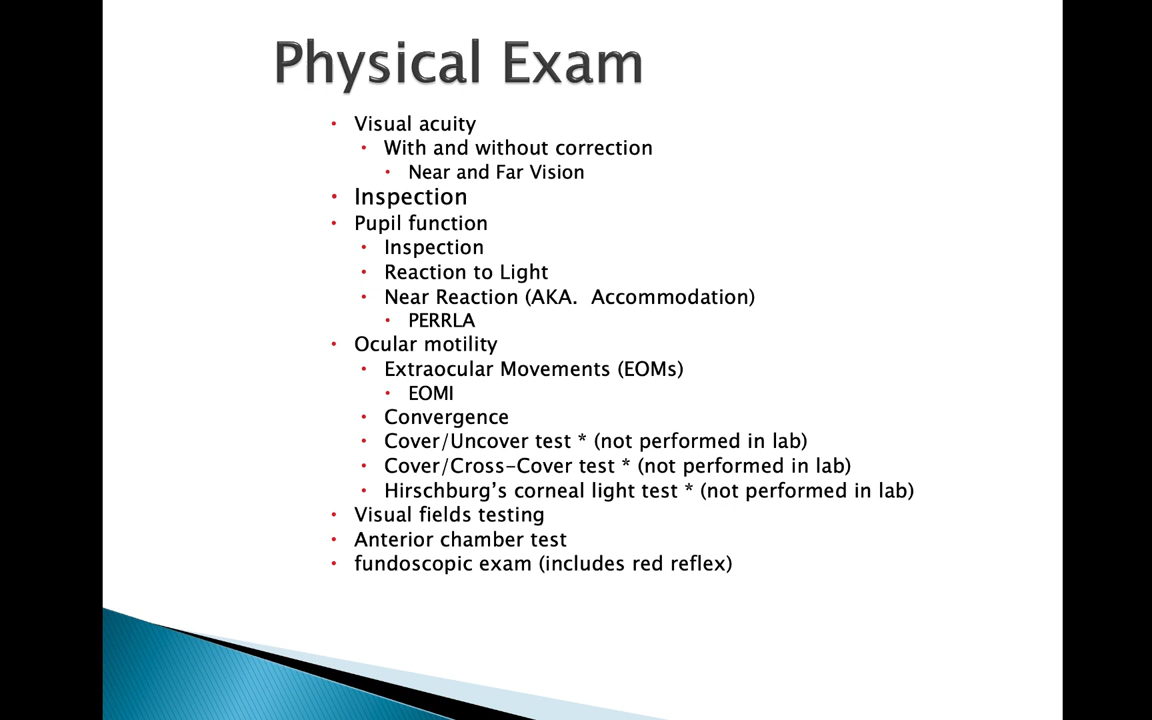 Physical Exam
• Visual acuity
• With and without correction
• Near and Far Vision
• Inspection
• Pupil function
• Inspection
• Reaction to Light
• Near Reaction (AKA.  Accommodation)
• PERRLA
• Ocular motility
• Extraocular Movements (EOMs)
• EOMI
• Convergence
• Cover/Uncover test * (not performed in lab)
• Cover/Cross-Cover test * (not performed in lab)
• Hirschburg’s corneal light test * (not performed in lab)
• Visual fields testing
• Anterior chamber test
• fundoscopic exam (includes red reflex)